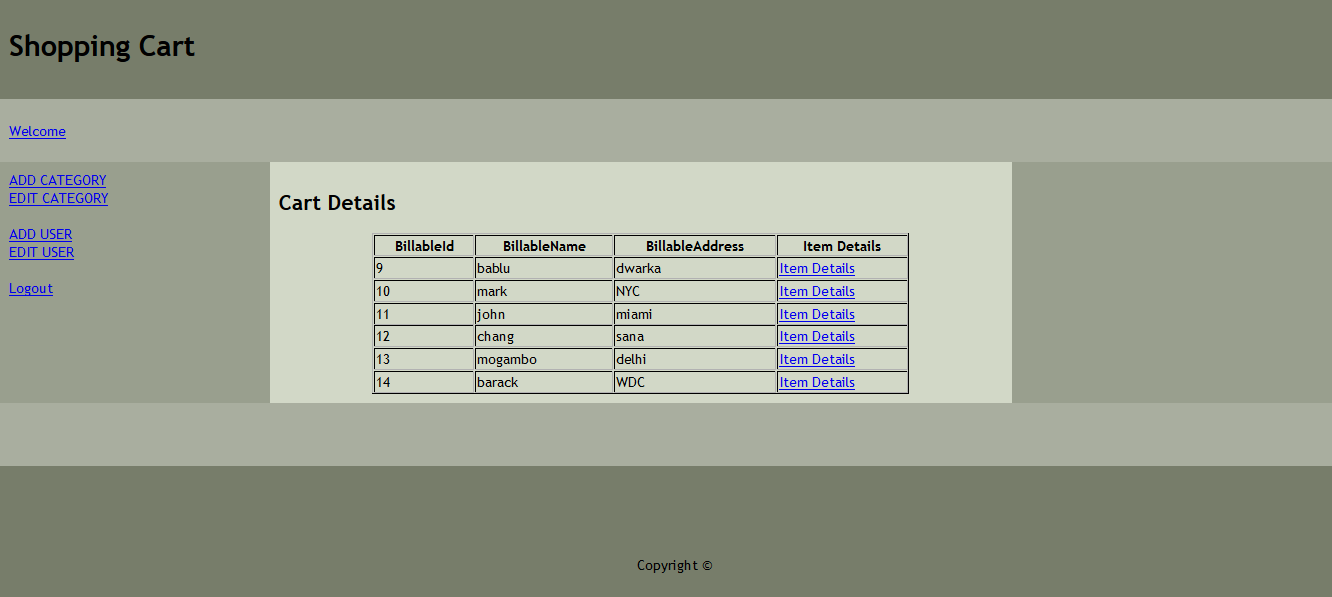 Shopping Cart
Welcome
ADD CATEGORY
EDIT CATEGORY
ADD USER
EDIT USER
Logout
Cart Details
BillableId BillableName BillableAddress Item Details
9 bablu dwarka Item Details
10 mark NYC Item Details
11 john miami Item Details
12 chang sana Item Details
13 mogambo delhi Item Details
14 barack WDC Item Details
Copyright ©